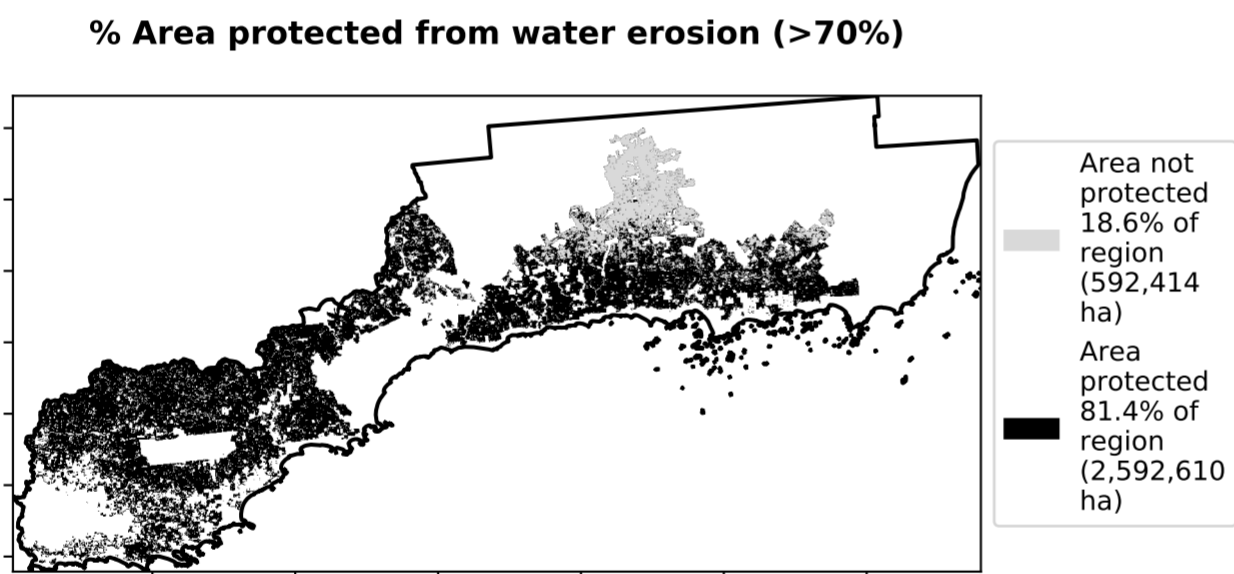 % Area protected from water erosion (>70%)
Area not
protected
18.6% of
region
(592,414
ha)
Area
protected
81.4% of
region
(2,592,610
ha)